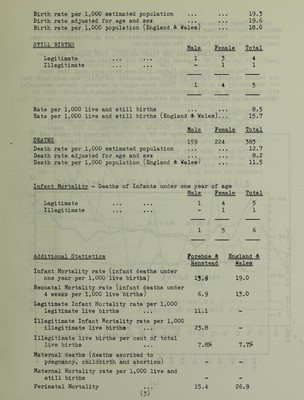 Birth rate per 1,000 estimated population ... ... 19.3
Birth rate adjusted for age and sex ... ... 19.6
Birth rate per 1,000 population (England & Wales) ... 18.0
STILL BIRTHS
Male Female Total
Legitimate ... ... 1 3 4
Illegitimate ... ... - 1 1
1 4 5
Rate per 1,000 live and still births ... ... 8.5
Rate per 1,000 live and still births (England & Wales)... 15.7
Male Female Total
DEATHS 159 224 383
Death rate per 1,000 estimated population ... ... 12.7
Death rate adjusted for age and sex ... ... 8.2
Death rate per 1,000 population (England & Wales) ... 11.5
Infant Mortality - Deaths of Infants under one year of age
Male Female Total
Legitimate ... ... 1 4 5
Illegitimate ... ... - 1 1
1 5 6
Additional Statistics Forehoe & Henstead England & Wales
Infant Mortality rate (infant deaths under
one year per 1,000 live births) 19.0
Neonatal Mortality rate (infant deaths under
4 weeks per 1,000 live births) 6.9 13.0
Legitimate Infant Mortality rate per 1,000
legitimate live births ... 11.1 -
Illegitimate Infant Mortality rate per 1,000
illegitimate live births ... 23.8 -
Illegitimate live births per cent of total
live births ... 7.8% 7.7%
Maternal deaths (deaths ascribed to
pregnancy, childbirth and abortion) - -
Maternal Mortality rate per 1,000 live and
still births - -
Perinatal Mortality ... 15.4 26.9
(3)